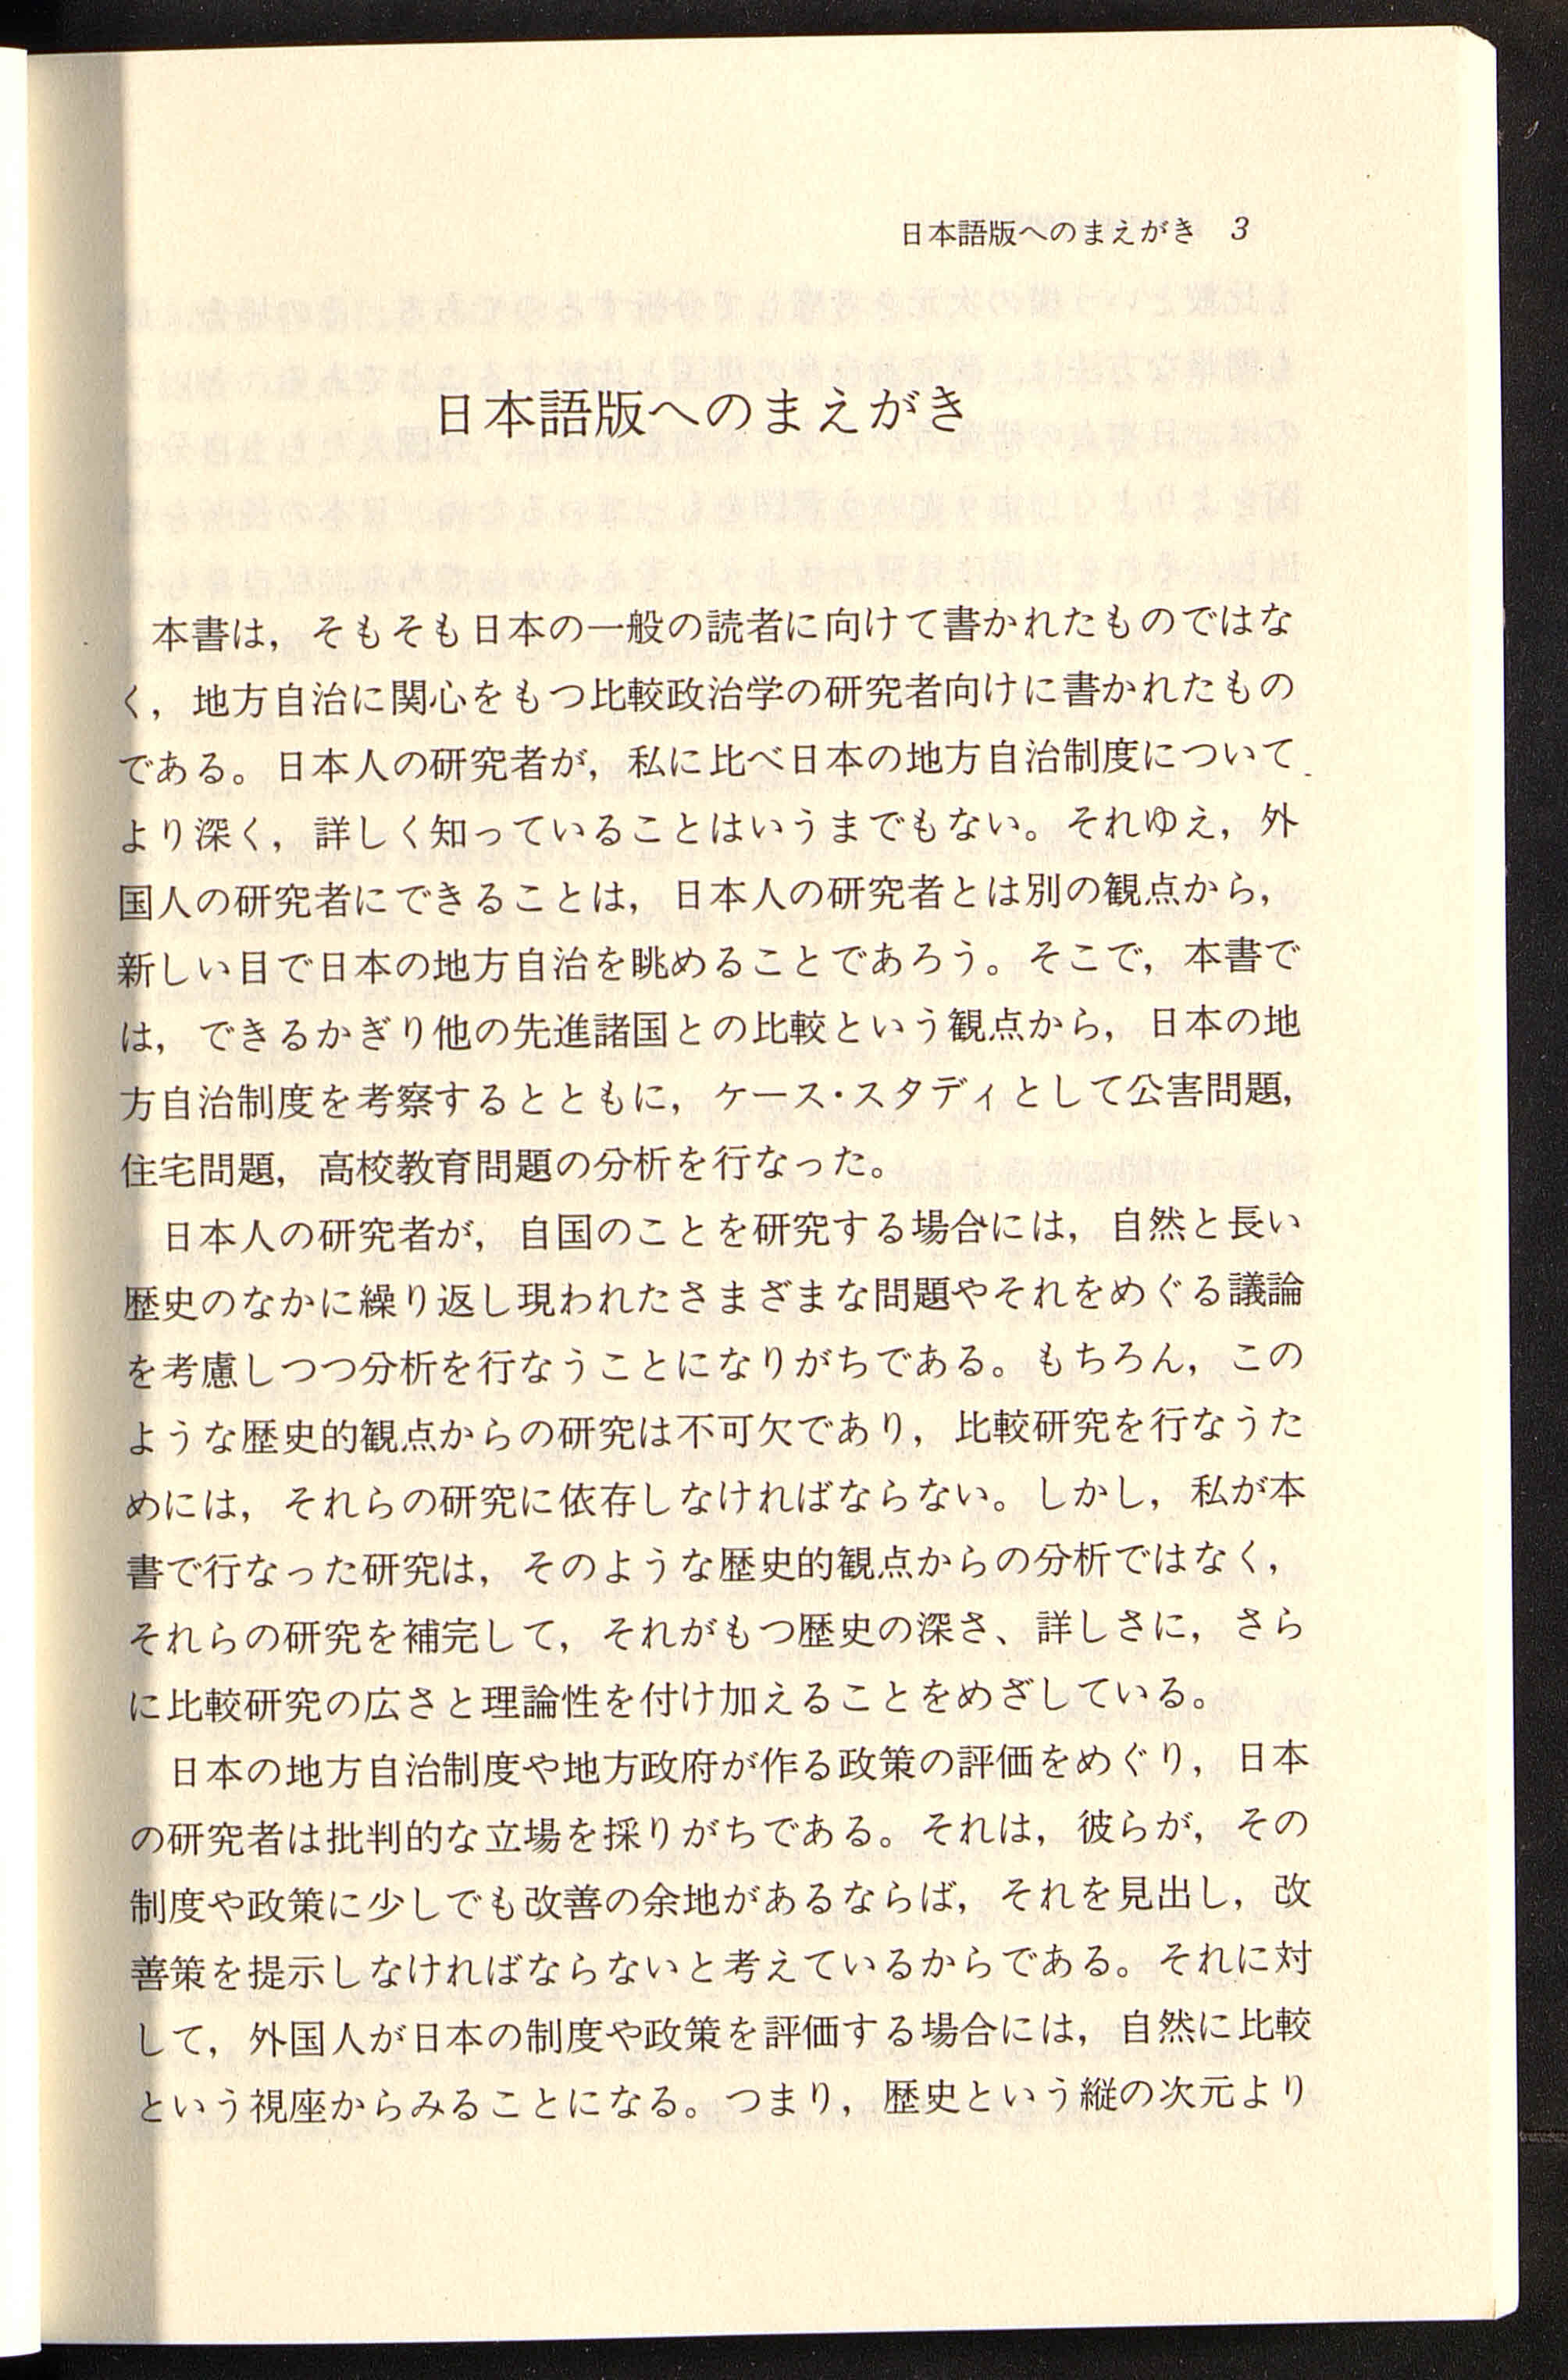 日本語版へのまえがき 3
日本語版へのまえがき
本書は，そもそも日本の一般の読者に向けて書かれたものではな
く，地方自治に関心をもつ比較政治学の研究者向けに書かれたもの
である。日本人の研究者が，私に比べ日本の地方自治制度について
より深く，詳しく知っていることはいうまでもない。それゆえ，外
国人の研究者にできることは，日本人の研究者とは別の観点から，
新しい目で日本の地方自治を眺めることであろう。そこで，本書で
は，できるかぎり他の先進諸国との比較という観点から，日本の地
方自治制度を考察するとともに，ケース・スタディとして公害問題，
住宅問題，高校教育問題の分析を行なった。
日本人の研究者が，自国のことを研究する場合には，自然と長い
歴史のなかに繰り返し現われたさまざまな問題やそれをめぐる議論
を考慮しつつ分析を行なうことになりがちである。もちろん，この
ような歴史的観点からの研究は不可欠であり，比較研究を行なうた
めには，それらの研究に依存しなければならない。しかし，私が本
書で行なった研究は，そのような歴史的観点からの分析ではなく，
それらの研究を補完して，それがもつ歴史の深さ、詳しさに，さら
に比較研究の広さと理論性を付け加えることをめざしている。
日本の地方自治制度や地方政府が作る政策の評価をめぐり，日本
の研究者は批判的な立場を採りがちである。それは，彼らが，その
制度や政策に少しでも改善の余地があるならば，それを見出し，改
善策を提示しなければならないと考えているからである。それに対
して，外国人が日本の制度や政策を評価する場合には，自然に比較
という視座からみることになる。つまり，歴史という縦の次元より